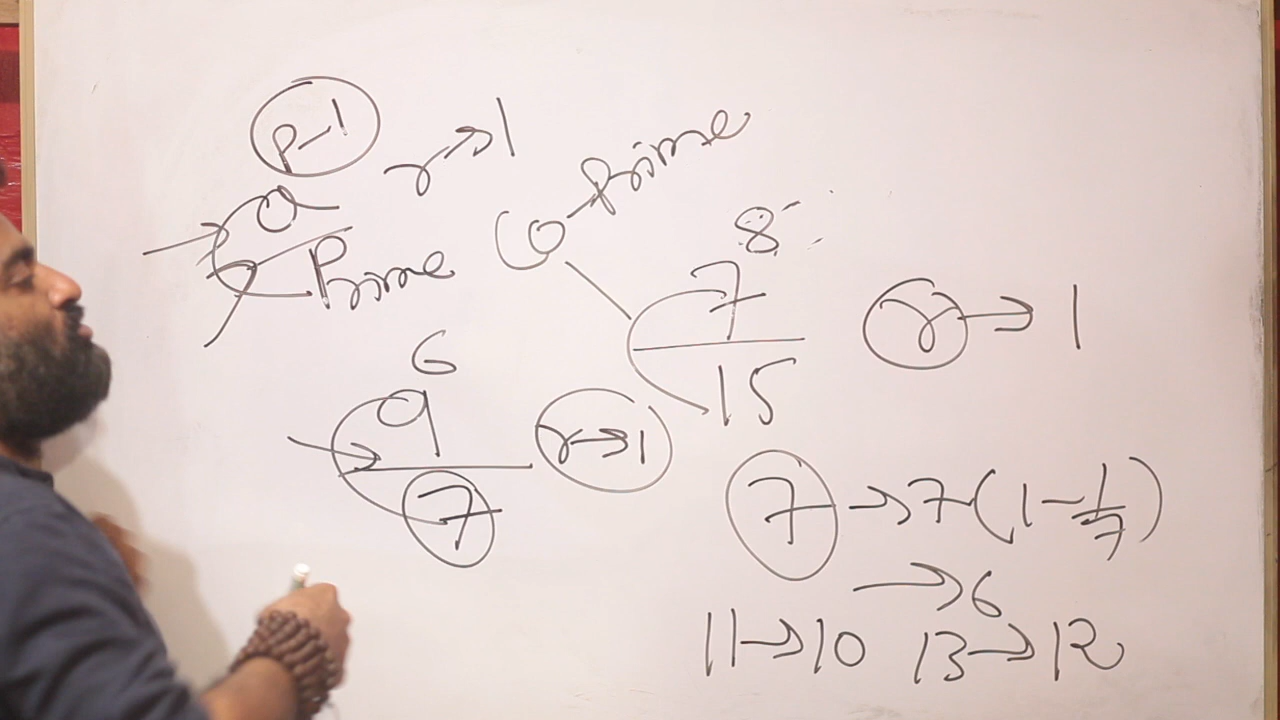 p-1
a
Prime
r→1
Co-Prime
8
7
15
r→1
6
9
7
r→1
7→7(1-1/7)
→6
11→10 13→12